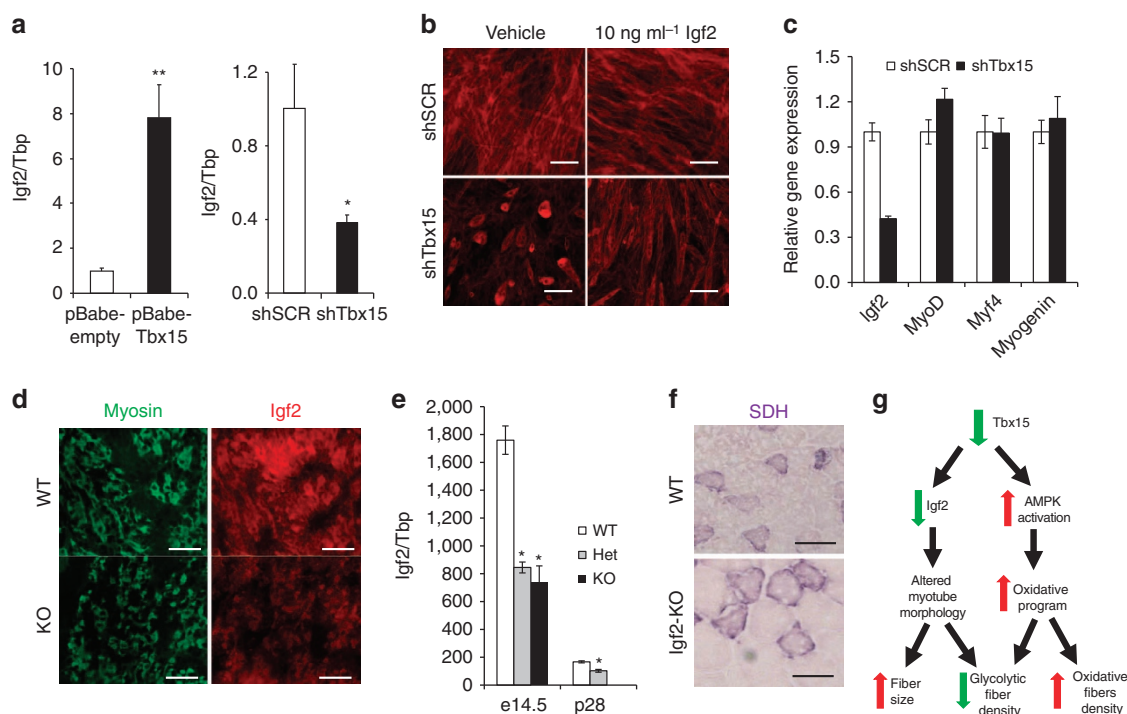 a
10
8
6
4
2
0
Igf2/Tbp
**
pBabe-
empty
pBabe-
Tbx15
1.2
0.8
0.4
0.0
Igf2/Tbp
*
shSCR shTbx15
b
Vehicle
10 ng ml⁻¹ Igf2
shSCR
shTbx15
c
shSCR
shTbx15
1.5
1.2
0.9
0.6
0.3
0.0
Relative gene expression
Igf2
MyoD
Myf4
Myogenin
d
Myosin
Igf2
WT
KO
e
2,000
1,800
1,600
1,400
1,200
1,000
800
600
400
200
0
Igf2/Tbp
WT
Het
KO
* *
*
e14.5
p28
f
SDH
WT
Igf2-KO
g
Tbx15
Igf2
AMPK
activation
Altered
myotube
morphology
Oxidative
program
Fiber
size
Glycolytic
fiber
density
Oxidative
fibers
density